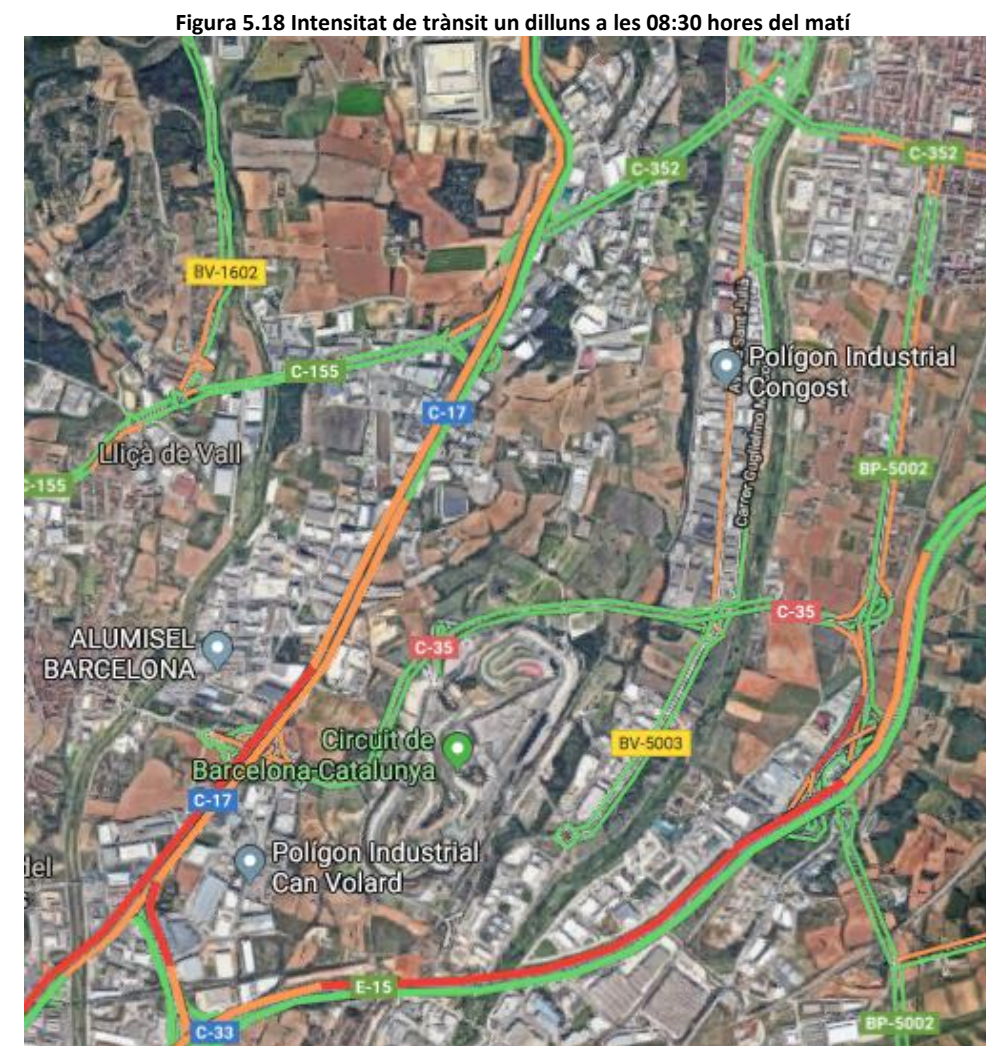 Figura 5.18 Intensitat de trànsit un dilluns a les 08:30 hores del matí
C-352
C-352
BV-1602
Polígon Industrial
Congost
C-155
C-17
Lliçà de Vall
BP-5002
C-155
Carrer Guglielmo
C-35
ALUMISEL
BARCELONA
C-35
Circuit de
Barcelona-Catalunya
BV-5003
C-17
Polígon Industrial
Can Volard
del
E-15
C-33
BP-5002